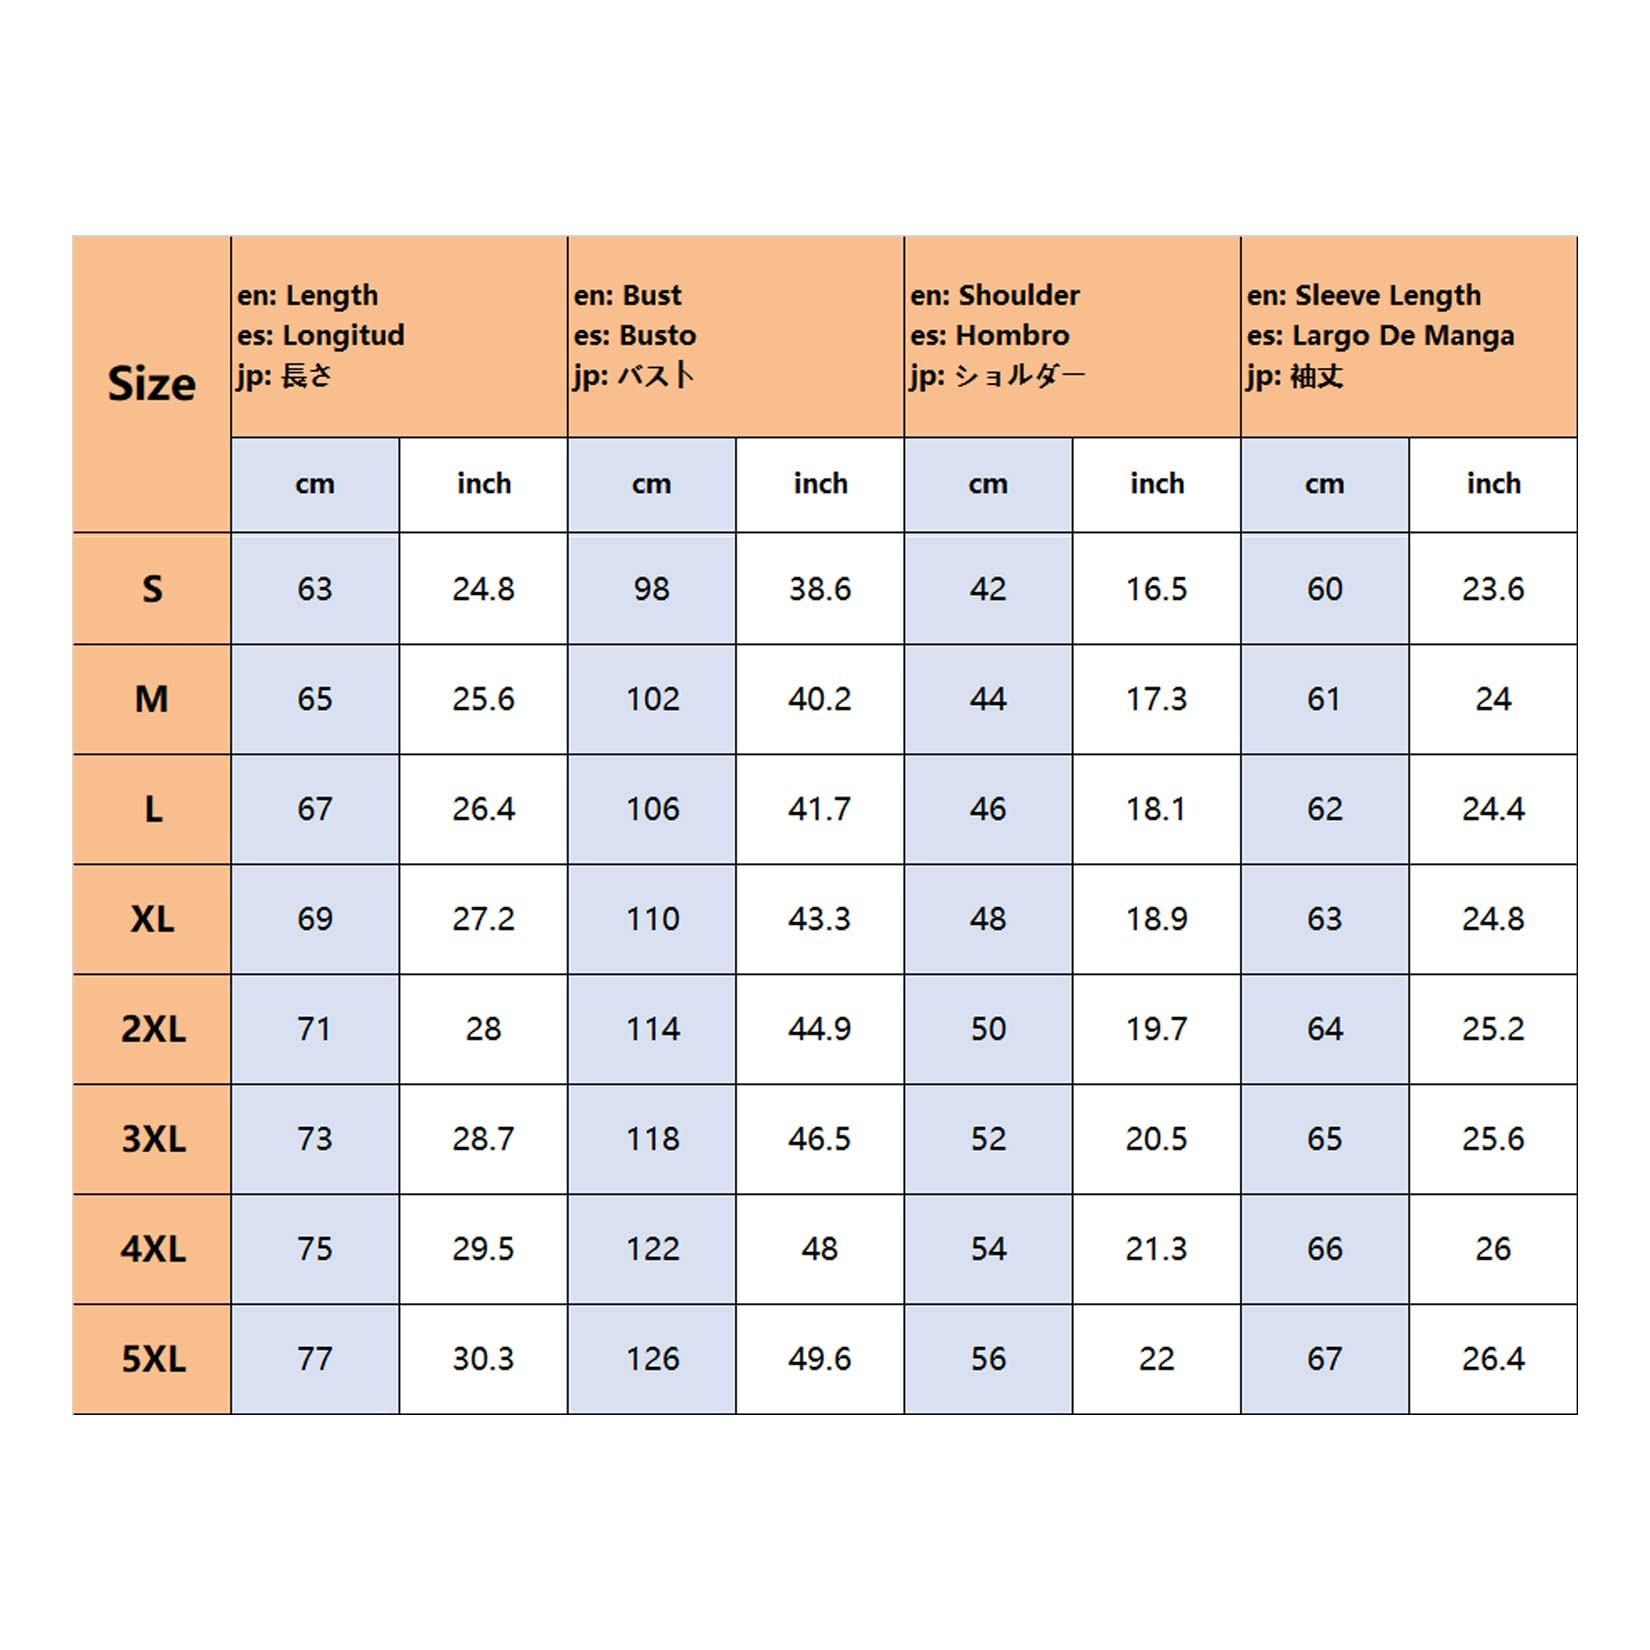 Size
en: Length
es: Longitud
jp: 長さ
en: Bust
es: Busto
jp: バスト
en: Shoulder
es: Hombro
jp: ショルダー
en: Sleeve Length
es: Largo De Manga
jp: 袖丈
cm inch cm inch cm inch cm inch
S 63 24.8 98 38.6 42 16.5 60 23.6
M 65 25.6 102 40.2 44 17.3 61 24
L 67 26.4 106 41.7 46 18.1 62 24.4
XL 69 27.2 110 43.3 48 18.9 63 24.8
2XL 71 28 114 44.9 50 19.7 64 25.2
3XL 73 28.7 118 46.5 52 20.5 65 25.6
4XL 75 29.5 122 48 54 21.3 66 26
5XL 77 30.3 126 49.6 56 22 67 26.4